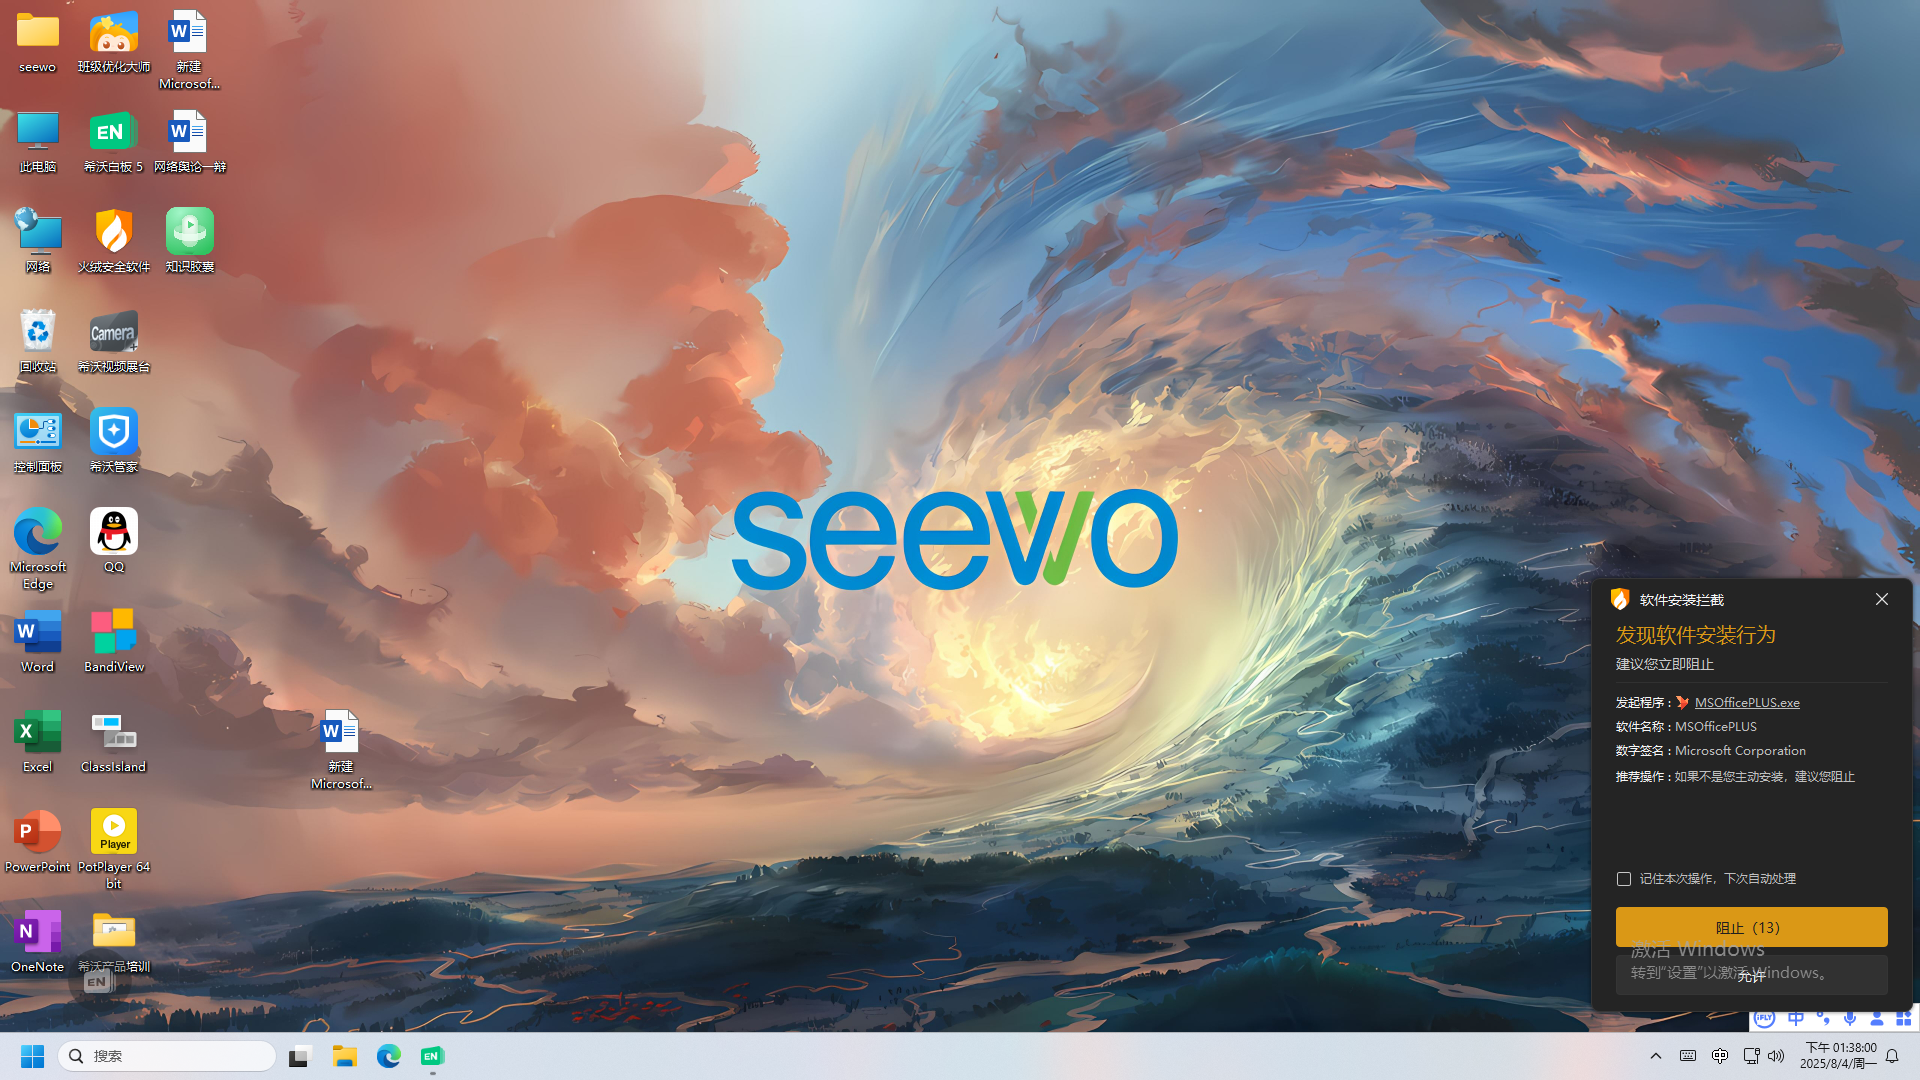 seewo
班级优化大师
新建
Microsof...
此电脑
EN
希沃白板 5
网络舆论一辩
网络
火绒安全软件
知识胶囊
回收站
Camera
希沃视频展台
控制面板
希沃管家
Microsoft
Edge
QQ
Word
BandiView
Excel
ClassIsland
新建
Microsof...
PowerPoint
Player
PotPlayer 64
bit
OneNote
希沃产品培训
EN
seewo
软件安装拦截
发现软件安装行为
建议您立即阻止
发起程序 : MSOfficePLUS.exe
软件名称 : MSOfficePLUS
数字签名 : Microsoft Corporation
推荐操作 : 如果不是您主动安装，建议您阻止
记住本次操作，下次自动处理
阻止（13）
允许
激活 Windows
转到“设置”以激活 Windows。
iFLY 中
搜索
EN
中
下午 01:38:00
2025/8/4/周一